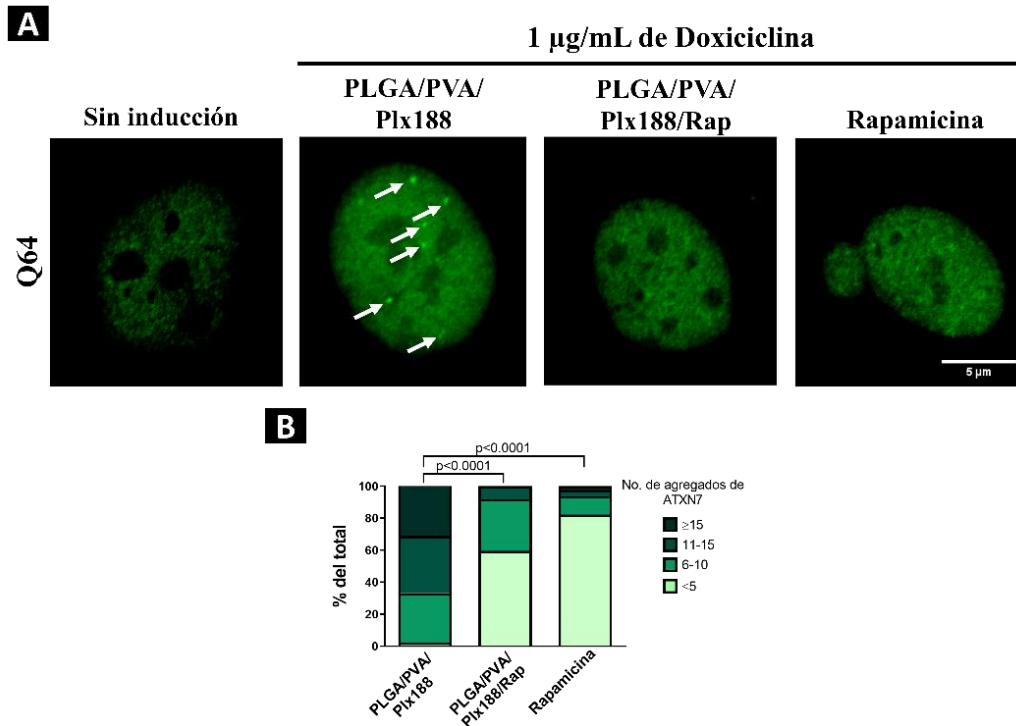 A
1 µg/mL de Doxiciclina
Sin inducción
PLGA/PVA/
Plx188
PLGA/PVA/
Plx188/Rap
Rapamicina
Q64
5 µm
B
p<0.0001
p<0.0001
No. de agregados de
ATXN7
≥15
11-15
6-10
<5
% del total
100
80
60
40
20
0
PLGA/PVA/
Plx188
PLGA/PVA/
Plx188/Rap
Rapamicina